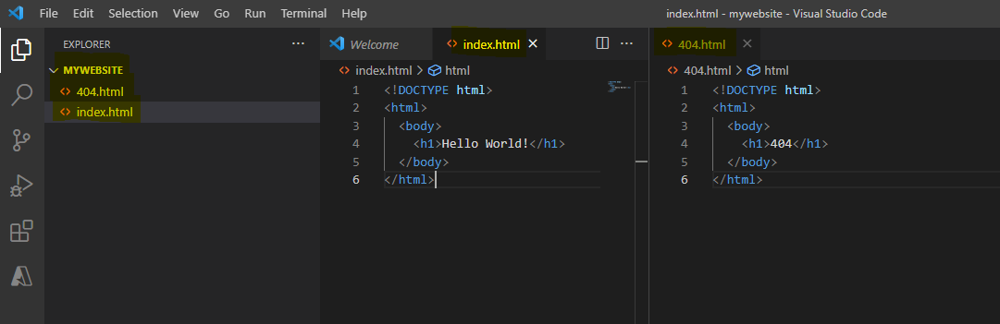 File Edit Selection View Go Run Terminal Help index.html - mywebsite - Visual Studio Code
EXPLORER ···
MYWEBSITE
404.html
index.html
Welcome index.html
index.html > html
1 <!DOCTYPE html>
2 <html>
3 <body>
4 <h1>Hello World!</h1>
5 </body>
6 </html>
404.html
404.html > html
1 <!DOCTYPE html>
2 <html>
3 <body>
4 <h1>404</h1>
5 </body>
6 </html>